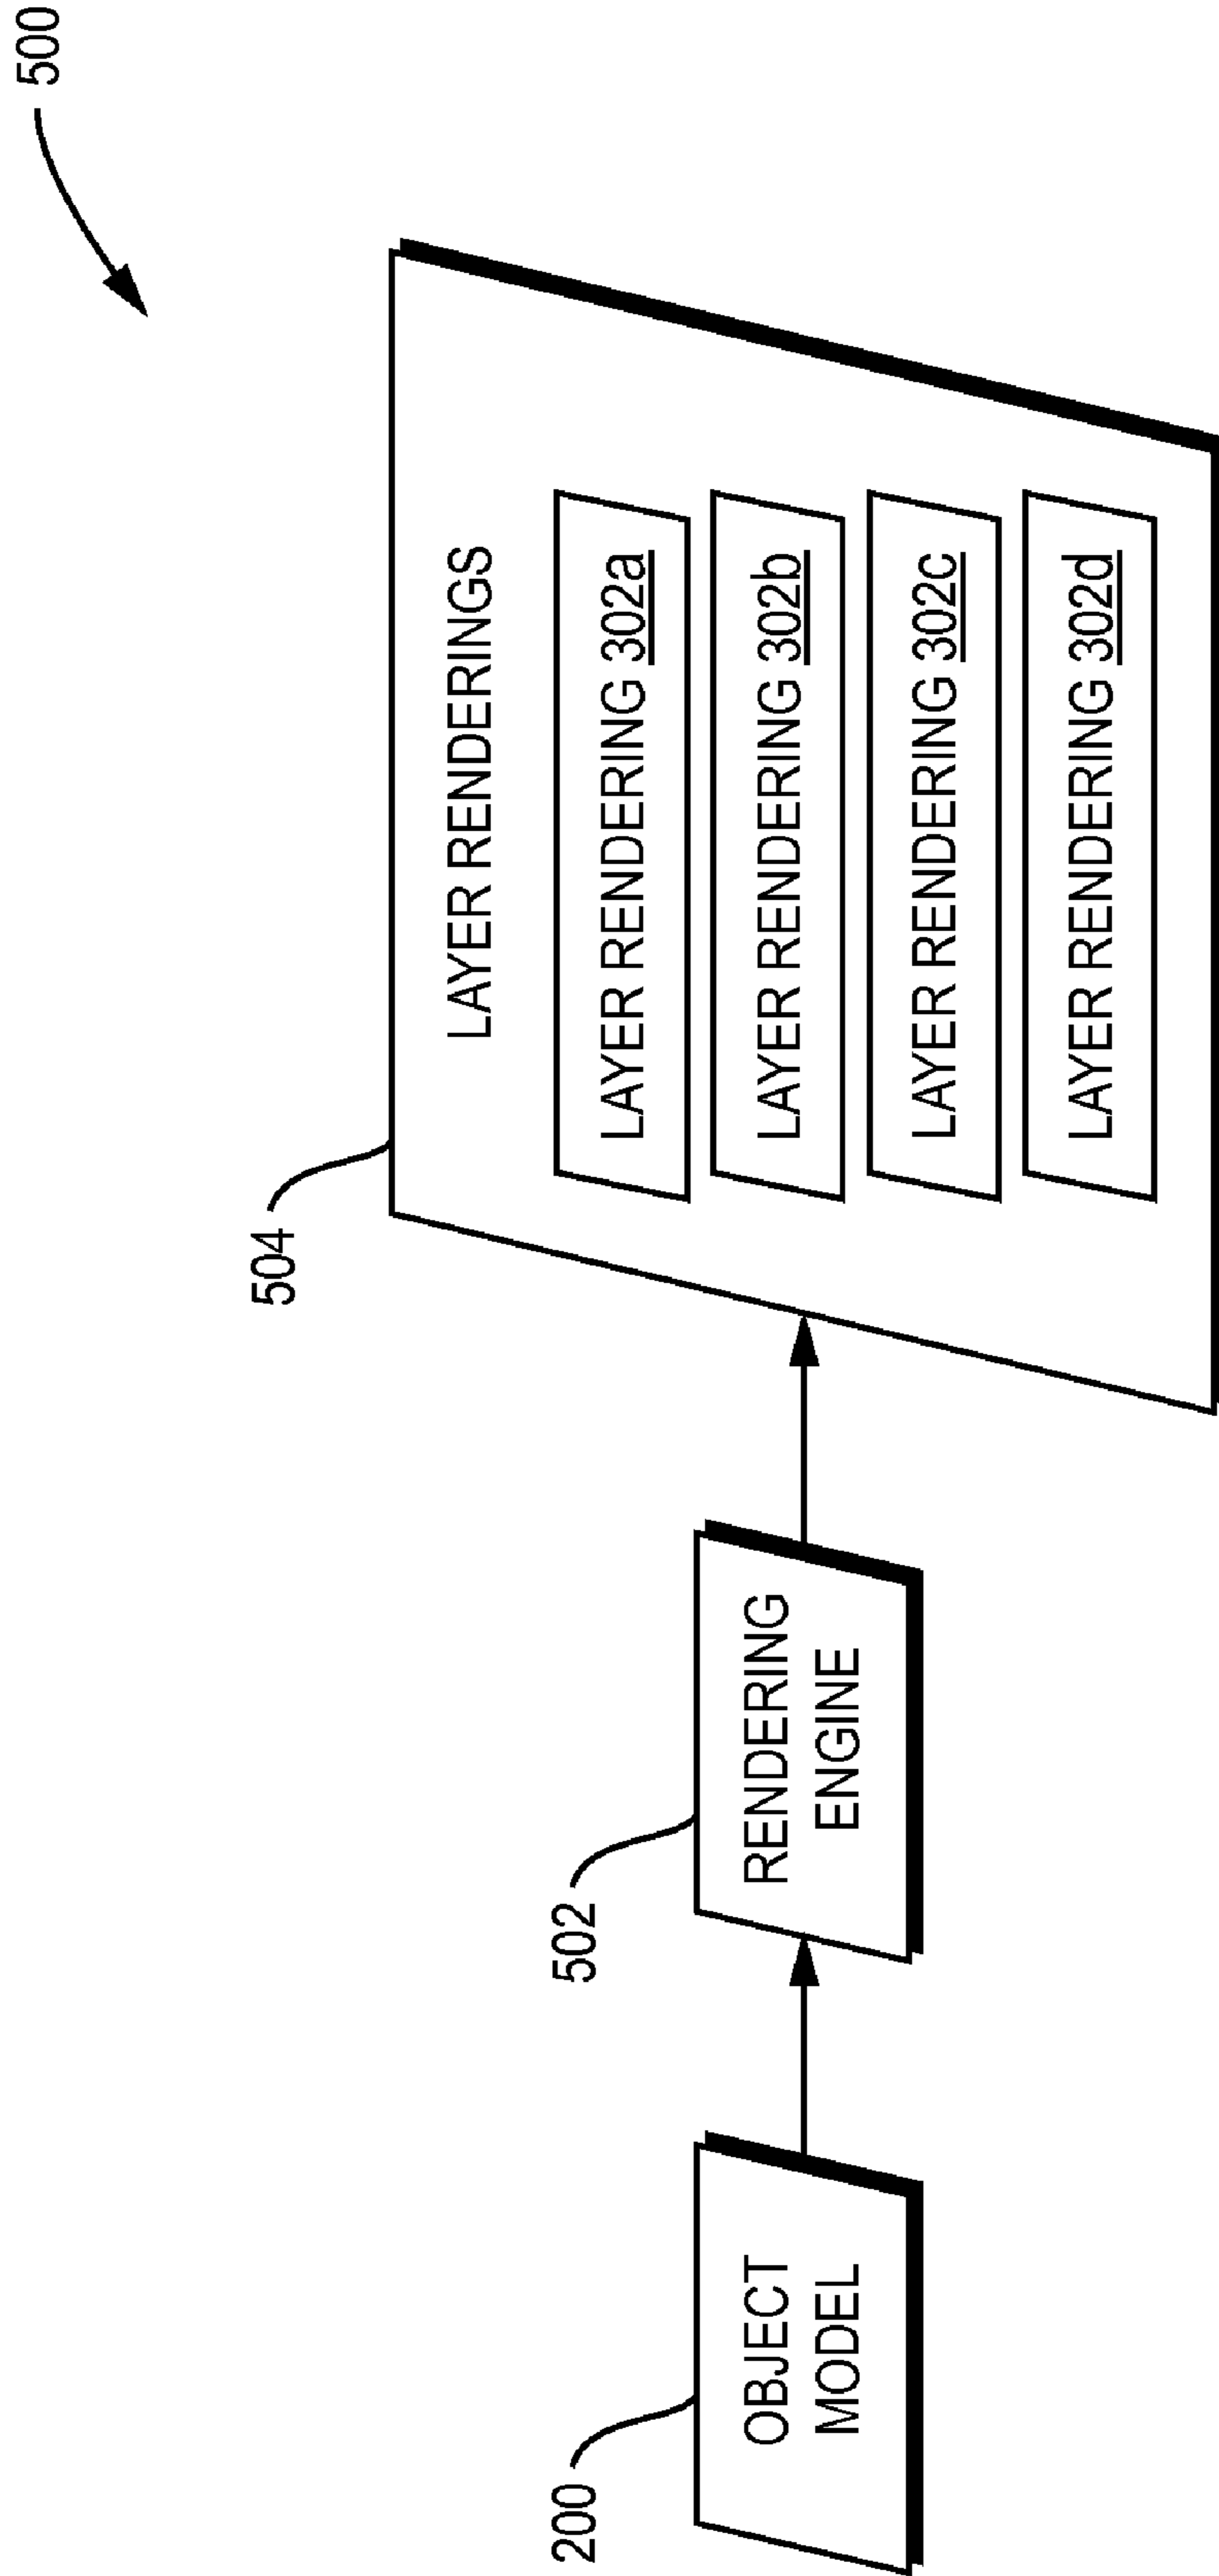 500
504
LAYER RENDERINGS
LAYER RENDERING 302a
LAYER RENDERING 302b
LAYER RENDERING 302c
LAYER RENDERING 302d
502
RENDERING
ENGINE
200
OBJECT
MODEL